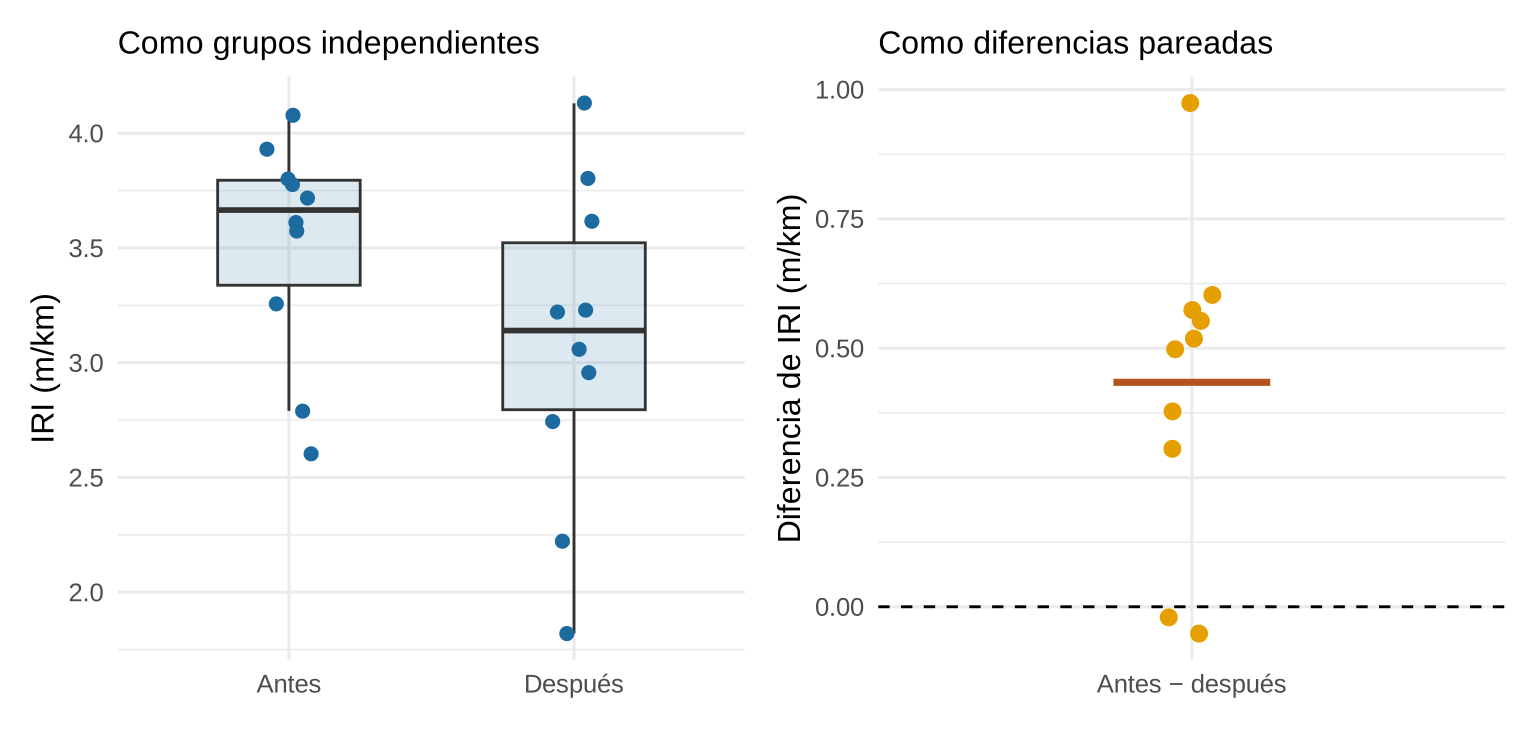 Como grupos independientes
IRI (m/km)
4.0
3.5
3.0
2.5
2.0
Antes
Después
Como diferencias pareadas
Diferencia de IRI (m/km)
1.00
0.75
0.50
0.25
0.00
Antes − después